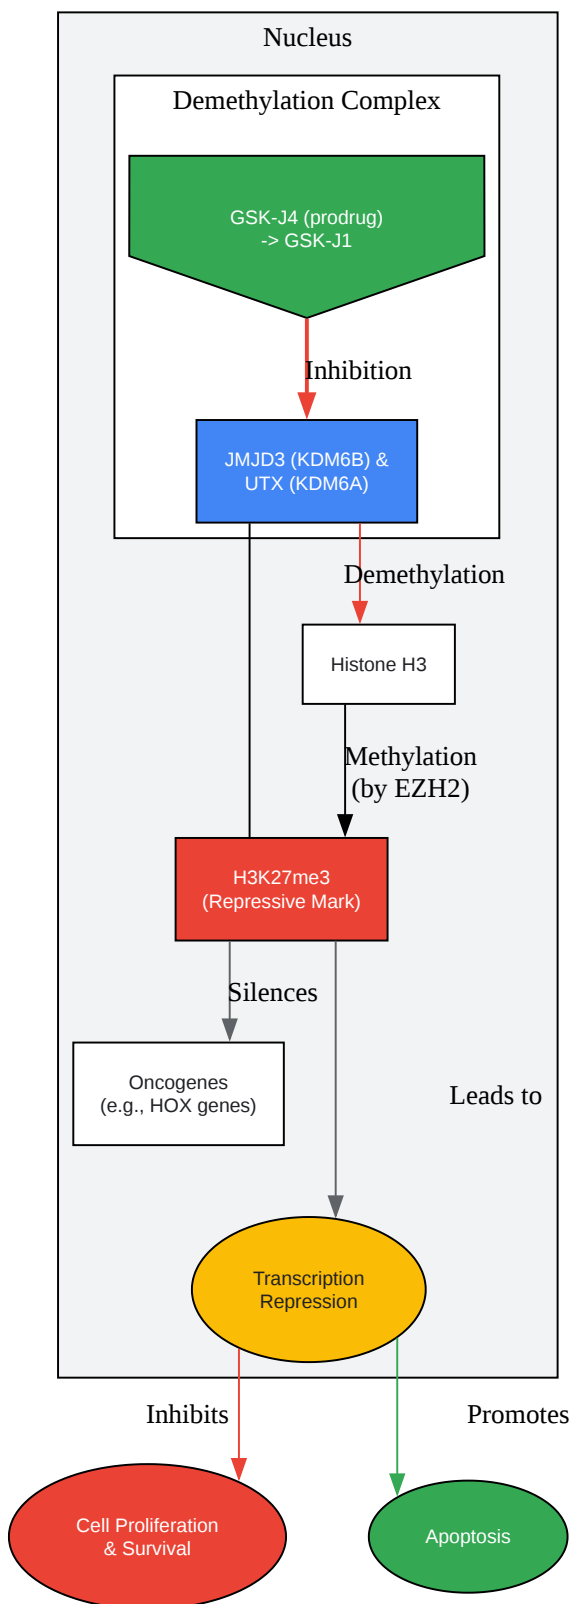 Nucleus
Demethylation Complex
GSK-J4 (prodrug)
-> GSK-J1
Inhibition
JMJD3 (KDM6B) &
UTX (KDM6A)
Demethylation
Histone H3
Methylation
(by EZH2)
H3K27me3
(Repressive Mark)
Silences
Oncogenes
(e.g., HOX genes)
Leads to
Transcription
Repression
Inhibits
Promotes
Cell Proliferation
& Survival
Apoptosis